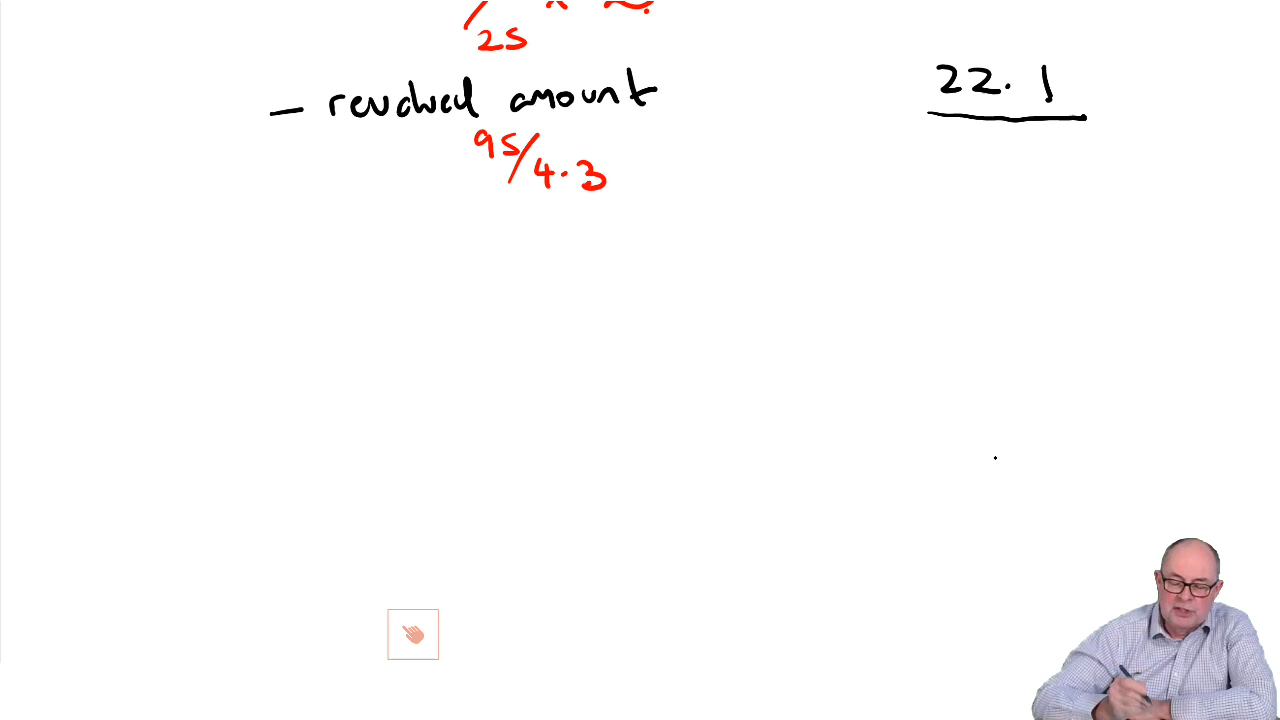 25
22. 1
— revalued amount
95/4.3